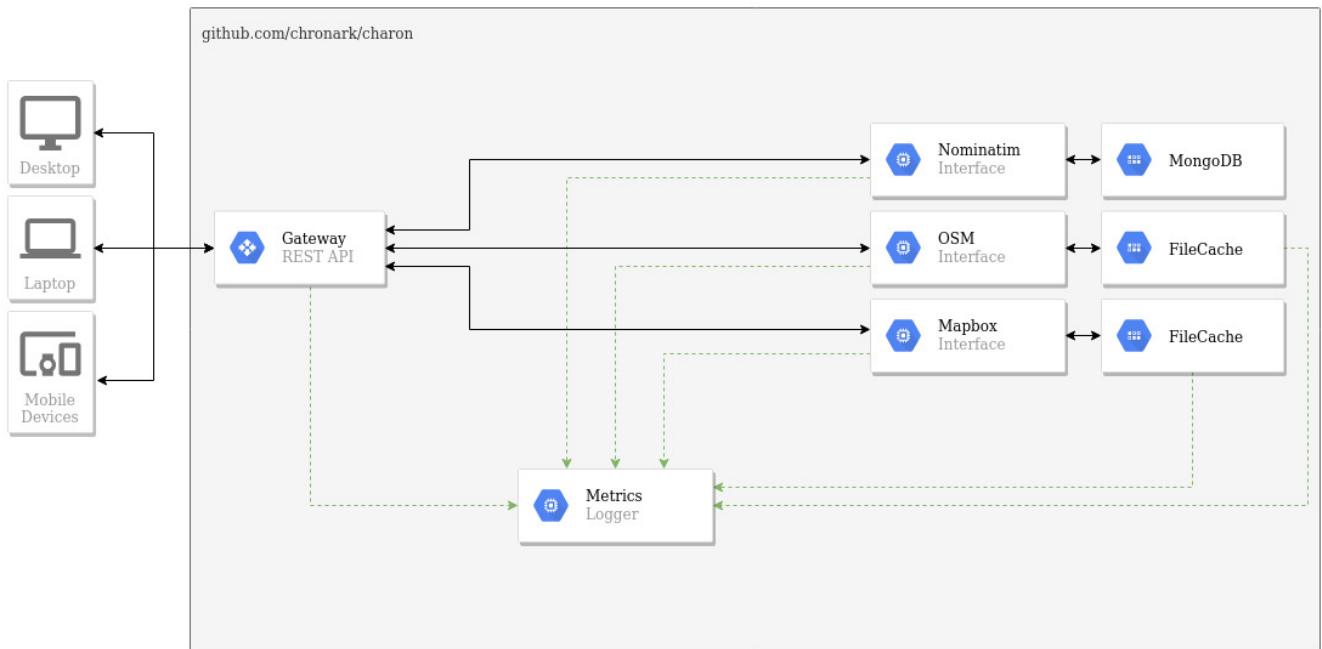 github.com/chronark/charon
Desktop
Laptop
Mobile
Devices
Gateway
REST API
Nominatim
Interface
MongoDB
OSM
Interface
FileCache
Mapbox
Interface
FileCache
Metrics
Logger